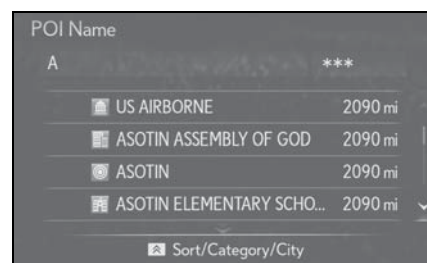 POI Name
A ***
US AIRBORNE 2090 mi
ASOTIN ASSEMBLY OF GOD 2090 mi
ASOTIN 2090 mi
ASOTIN ELEMENTARY SCHO... 2090 mi
Sort/Category/City